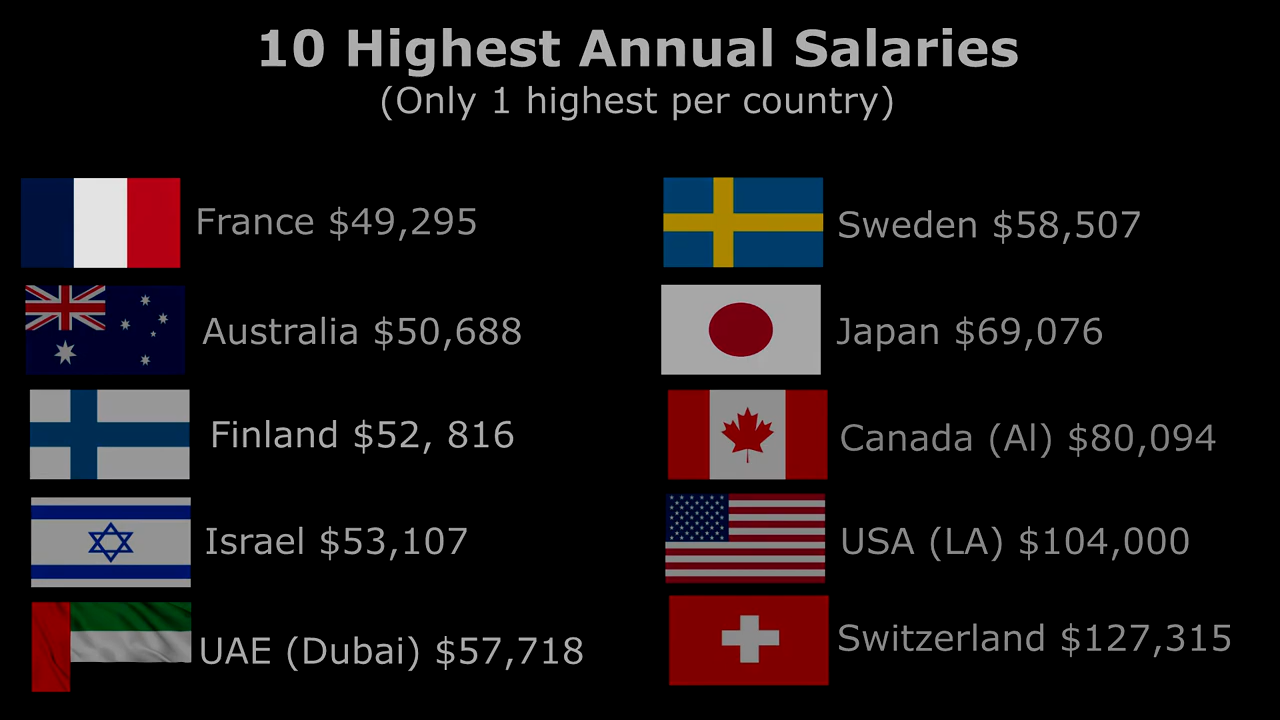 10 Highest Annual Salaries
(Only 1 highest per country)
France $49,295
Australia $50,688
Finland $52, 816
Israel $53,107
UAE (Dubai) $57,718
Sweden $58,507
Japan $69,076
Canada (Al) $80,094
USA (LA) $104,000
Switzerland $127,315